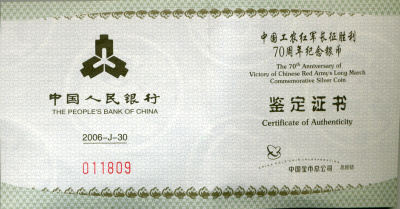 中国人民银行
THE PEOPLE'S BANK OF CHINA
2006-J-30
011809
中国工农红军长征胜利
70周年纪念银币
The 70th Anniversary of
Victory of Chinese Red Army's Long March
Commemorative Silver Coin
鉴定证书
Certificate of Authenticity
中国金币总公司